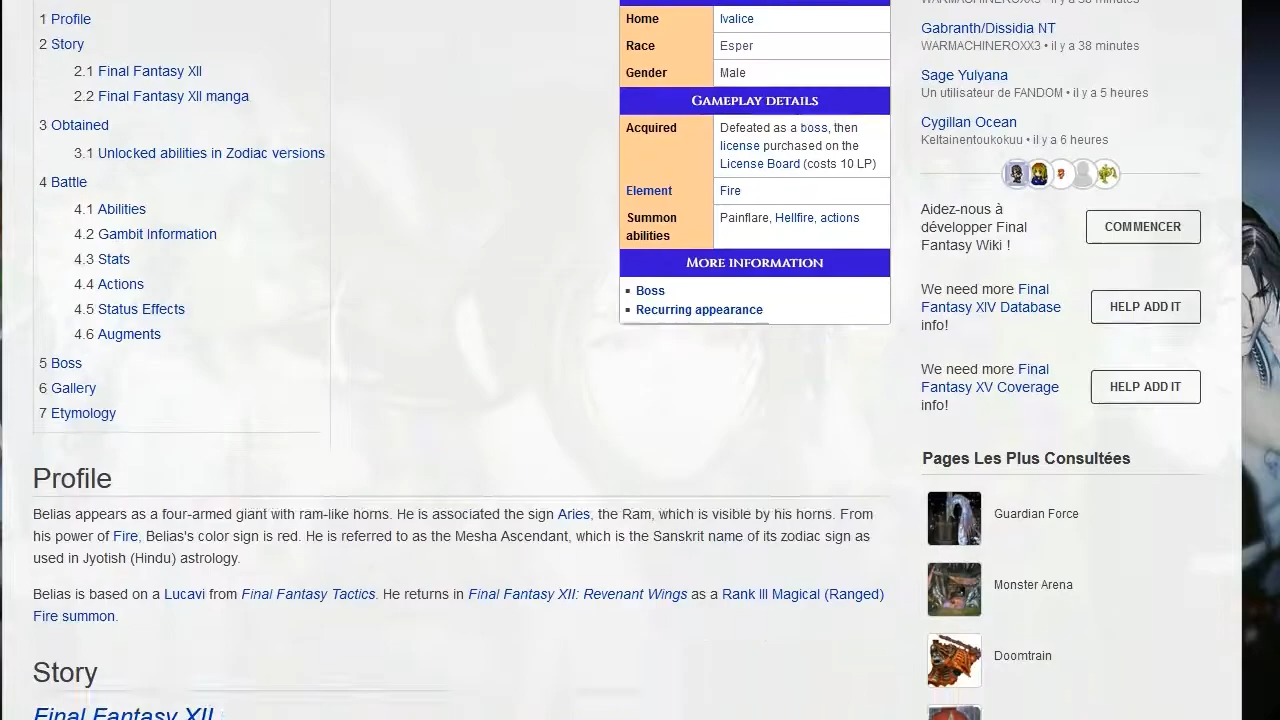 1 Profile
2 Story
2.1 Final Fantasy XII
2.2 Final Fantasy XII manga
3 Obtained
3.1 Unlocked abilities in Zodiac versions
4 Battle
4.1 Abilities
4.2 Gambit Information
4.3 Stats
4.4 Actions
4.5 Status Effects
4.6 Augments
5 Boss
6 Gallery
7 Etymology
Home Ivalice
Race Esper
Gender Male
GAMEPLAY DETAILS
Acquired Defeated as a boss, then
license purchased on the
License Board (costs 10 LP)
Element Fire
Summon Painflare, Hellfire, actions
abilities
MORE INFORMATION
Boss
Recurring appearance
Profile
Belias appears as a four-armed giant with ram-like horns. He is associated the sign Aries, the Ram, which is visible by his horns. From
his power of Fire, Belias's color sign is red. He is referred to as the Mesha Ascendant, which is the Sanskrit name of its zodiac sign as
used in Jyotish (Hindu) astrology.
Belias is based on a Lucavi from Final Fantasy Tactics. He returns in Final Fantasy XII: Revenant Wings as a Rank III Magical (Ranged)
Fire summon.
Story
Final Fantasy XII
WARMACHINEROXX3 • il y a 38 minutes
Gabranth/Dissidia NT
WARMACHINEROXX3 • il y a 38 minutes
Sage Yulyana
Un utilisateur de FANDOM • il y a 5 heures
Cygillan Ocean
Keltainentoukokuu • il y a 6 heures
Aidez-nous à
développer Final
Fantasy Wiki !
COMMENCER
We need more Final
Fantasy XIV Database
info!
HELP ADD IT
We need more Final
Fantasy XV Coverage
info!
HELP ADD IT
Pages Les Plus Consultées
Guardian Force
Monster Arena
Doomtrain